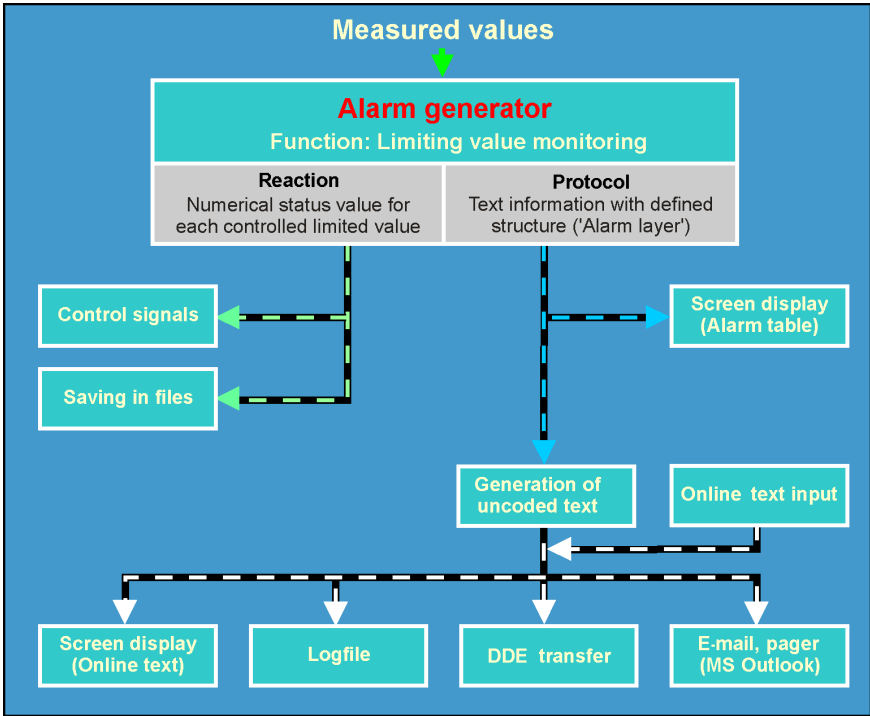 Measured values
Alarm generator
Function: Limiting value monitoring
Reaction
Numerical status value for
each controlled limited value
Protocol
Text information with defined
structure ('Alarm layer')
Control signals
Screen display
(Alarm table)
Saving in files
Generation of
uncoded text
Online text input
Screen display
(Online text)
Logfile
DDE transfer
E-mail, pager
(MS Outlook)